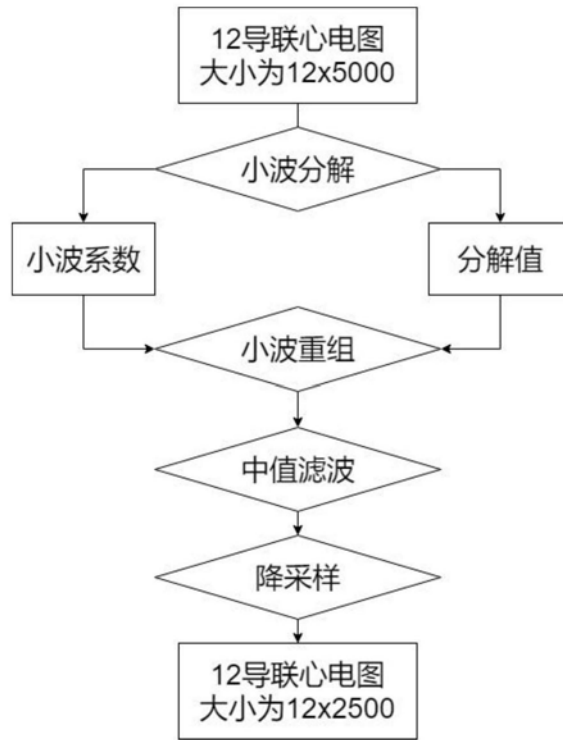 12导联心电图
大小为12x5000
小波分解
小波系数
分解值
小波重组
中值滤波
降采样
12导联心电图
大小为12x2500